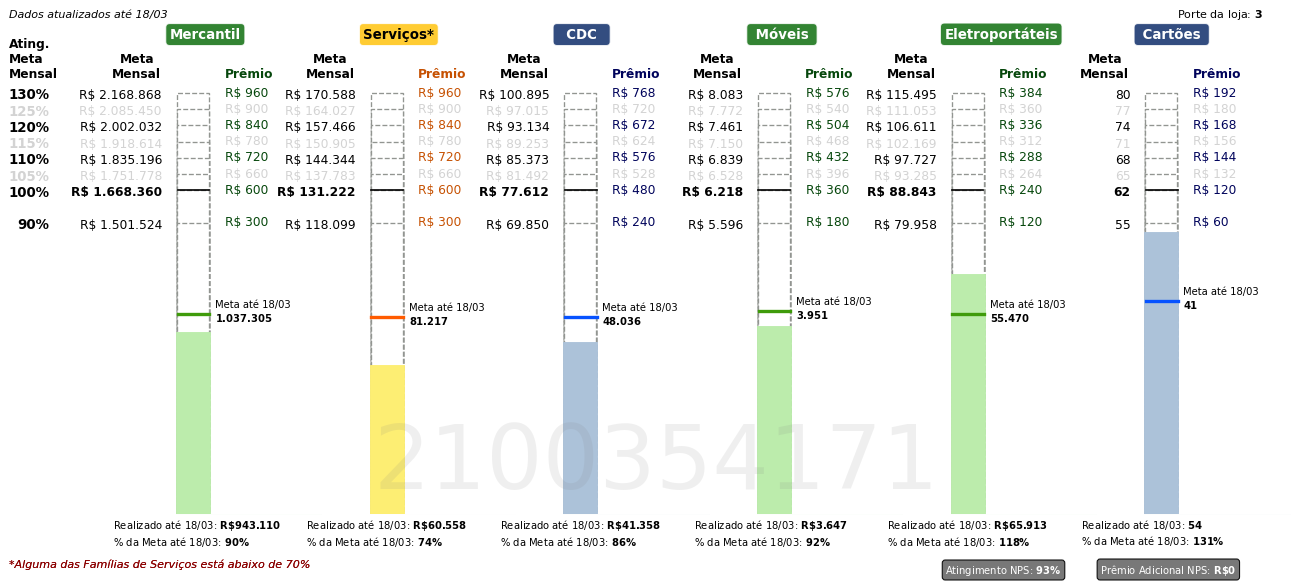 Dados atualizados até 18/03 Porte da loja: 3
Mercantil Serviços* CDC Móveis Eletroportáteis Cartões
Ating. Meta Mensal Meta Mensal Prêmio Meta Mensal Prêmio Meta Mensal Prêmio Meta Mensal Prêmio Meta Mensal Prêmio Meta Mensal Prêmio
130% R$ 2.168.868 R$ 960 R$ 170.588 R$ 960 R$ 100.895 R$ 768 R$ 8.083 R$ 576 R$ 115.495 R$ 384 80 R$ 192
125% R$ 2.085.450 R$ 900 R$ 164.027 R$ 900 R$ 97.015 R$ 720 R$ 7.772 R$ 540 R$ 111.053 R$ 360 77 R$ 180
120% R$ 2.002.032 R$ 840 R$ 157.466 R$ 840 R$ 93.134 R$ 672 R$ 7.461 R$ 504 R$ 106.611 R$ 336 74 R$ 168
115% R$ 1.918.614 R$ 780 R$ 150.905 R$ 780 R$ 89.253 R$ 624 R$ 7.150 R$ 468 R$ 102.169 R$ 312 71 R$ 156
110% R$ 1.835.196 R$ 720 R$ 144.344 R$ 720 R$ 85.373 R$ 576 R$ 6.839 R$ 432 R$ 97.727 R$ 288 68 R$ 144
105% R$ 1.751.778 R$ 660 R$ 137.783 R$ 660 R$ 81.492 R$ 528 R$ 6.528 R$ 396 R$ 93.285 R$ 264 65 R$ 132
100% R$ 1.668.360 R$ 600 R$ 131.222 R$ 600 R$ 77.612 R$ 480 R$ 6.218 R$ 360 R$ 88.843 R$ 240 62 R$ 120
90% R$ 1.501.524 R$ 300 R$ 118.099 R$ 300 R$ 69.850 R$ 240 R$ 5.596 R$ 180 R$ 79.958 R$ 120 55 R$ 60
Meta até 18/03 Meta até 18/03 Meta até 18/03 Meta até 18/03 Meta até 18/03 Meta até 18/03
1.037.305 81.217 48.036 3.951 55.470 41
2100354171
Realizado até 18/03: R$943.110 Realizado até 18/03: R$60.558 Realizado até 18/03: R$41.358 Realizado até 18/03: R$3.647 Realizado até 18/03: R$65.913 Realizado até 18/03: 54
% da Meta até 18/03: 90% % da Meta até 18/03: 74% % da Meta até 18/03: 86% % da Meta até 18/03: 92% % da Meta até 18/03: 118% % da Meta até 18/03: 131%
*Alguma das Famílias de Serviços está abaixo de 70% Atingimento NPS: 93% Prêmio Adicional NPS: R$0